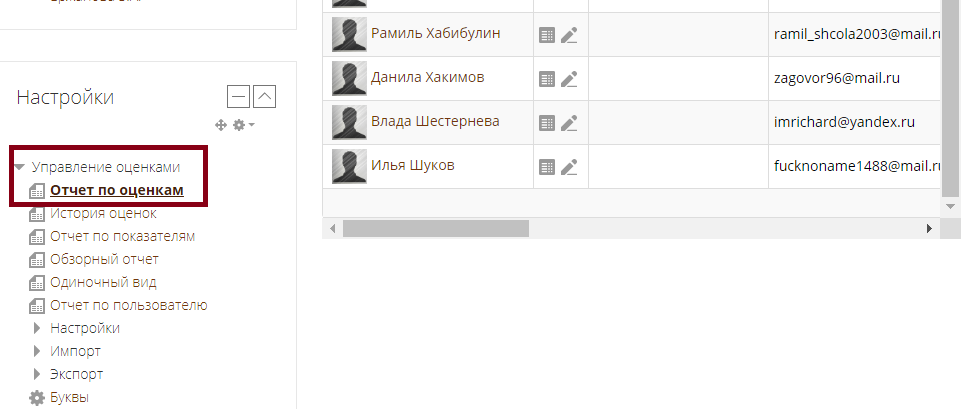 Рамиль Хабибулин
ramil_shcola2003@mail.ru
Данила Хакимов
zagovor96@mail.ru
Влада Шестернева
imrichard@yandex.ru
Илья Шуков
fucknoname1488@mail.ru
Настройки
Управление оценками
Отчет по оценкам
История оценок
Отчет по показателям
Обзорный отчет
Одиночный вид
Отчет по пользователю
Настройки
Импорт
Экспорт
Буквы